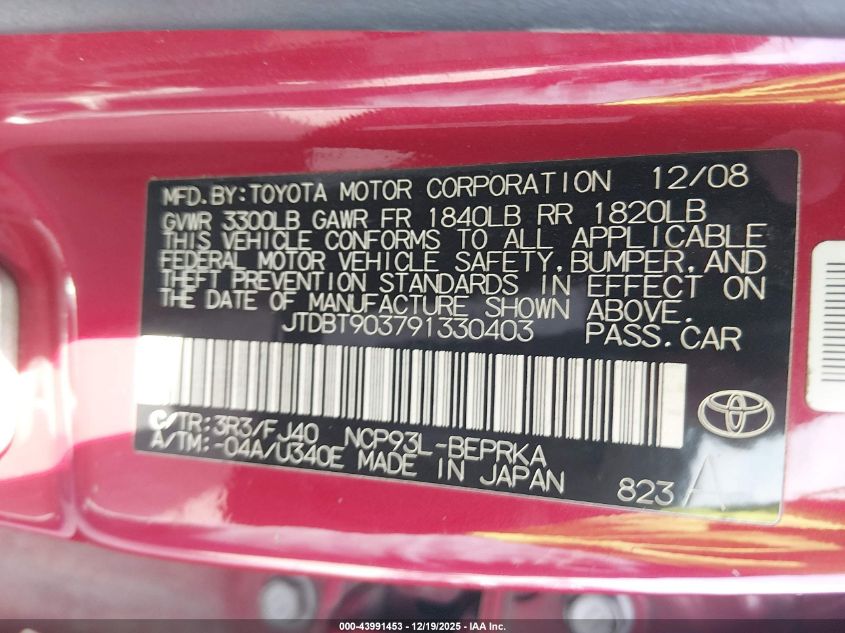 MFD.BY:TOYOTA MOTOR CORPORATION 12/08
GVWR 3300LB GAWR FR 1840LB RR 1820LB
THIS VEHICLE CONFORMS TO ALL APPLICABLE
FEDERAL MOTOR VEHICLE SAFETY,BUMPER,AND
THEFT PREVENTION STANDARDS IN EFFECT ON
THE DATE OF MANUFACTURE SHOWN ABOVE.
JTDBT903791330403 PASS.CAR
C/TR:3R3/FJ40 NCP93L-BEPRKA
A/TM:-04A/U340E MADE IN JAPAN
823 A
000-43991453 - 12/19/2025 - IAA Inc.